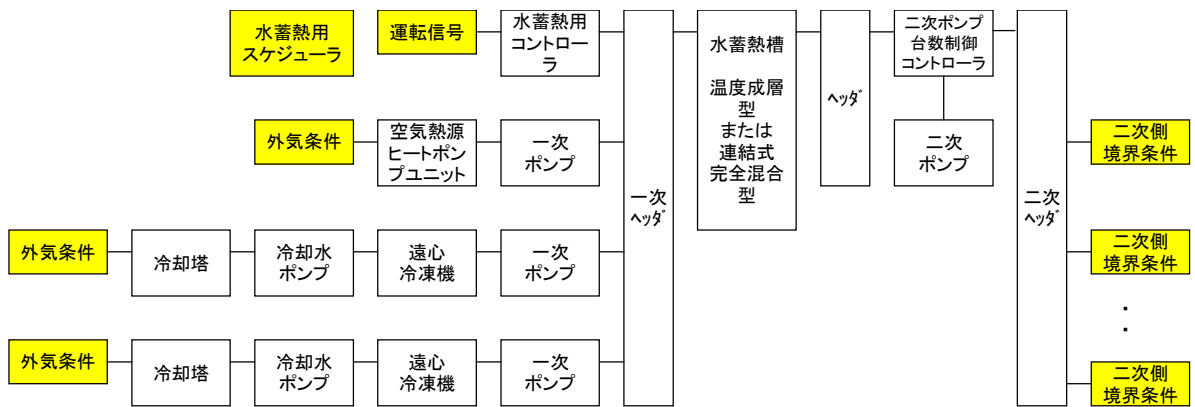 水蓄熱用
スケジューラ
運転信号
水蓄熱用
コントロー
ラ
外気条件
空気熱源
ヒートポン
プユニット
一次
ポンプ
外気条件
冷却塔
冷却水
ポンプ
遠心
冷凍機
一次
ポンプ
外気条件
冷却塔
冷却水
ポンプ
遠心
冷凍機
一次
ポンプ
一次
ﾍｯﾀﾞ
水蓄熱槽
温度成層
型
または
連結式
完全混合
型
ﾍｯﾀﾞ
二次ポンプ
台数制御
コントローラ
二次
ポンプ
二次
ﾍｯﾀﾞ
二次側
境界条件
二次側
境界条件
・
・
二次側
境界条件